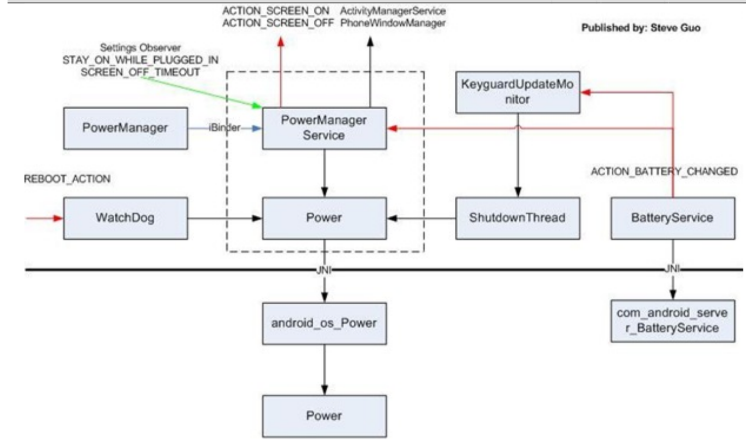 ACTION_SCREEN_ON ActivityManagerService
ACTION_SCREEN_OFF PhoneWindowManager
Published by: Steve Guo
Settings Observer
STAY_ON_WHILE_PLUGGED_IN
SCREEN_OFF_TIMEOUT
KeyguardUpdateMo
nitor
PowerManager
iBinder
PowerManager
Service
ACTION_BATTERY_CHANGED
REBOOT_ACTION
WatchDog
Power
ShutdownThread
BatteryService
JNI
JNI
android_os_Power
com_android_serve
r_BatteryService
Power